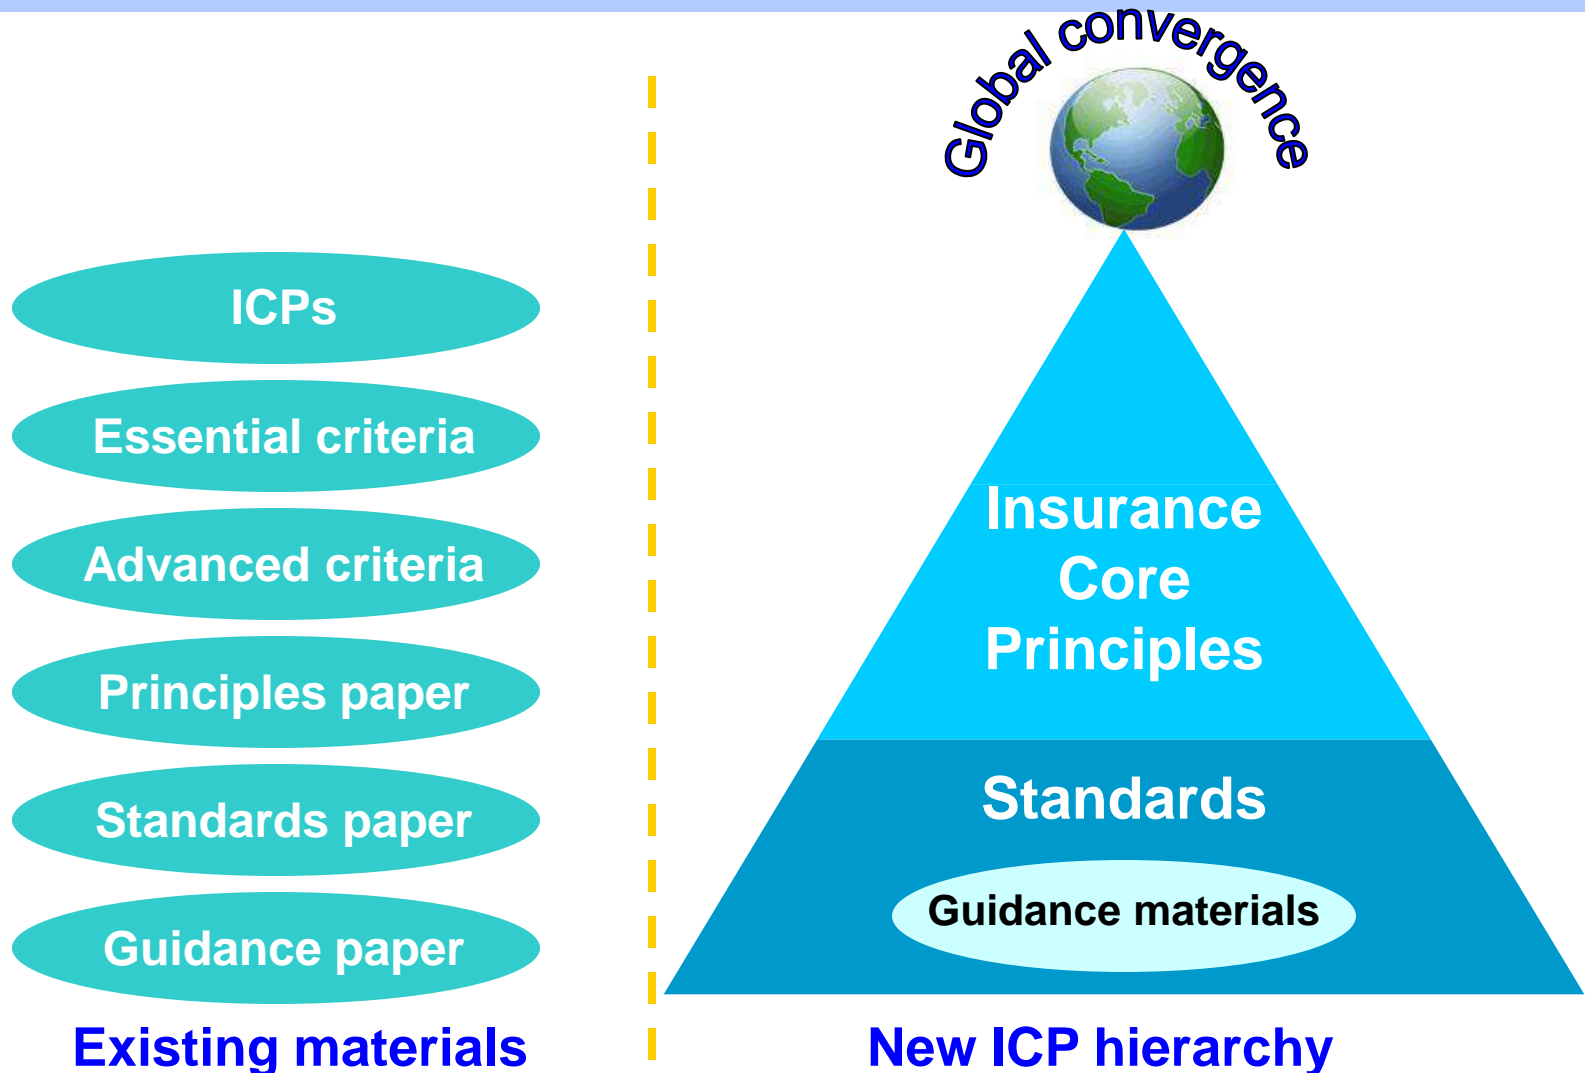 Global convergence
ICPs
Essential criteria
Advanced criteria
Principles paper
Standards paper
Guidance paper
Existing materials
Insurance
Core
Principles
Standards
Guidance materials
New ICP hierarchy